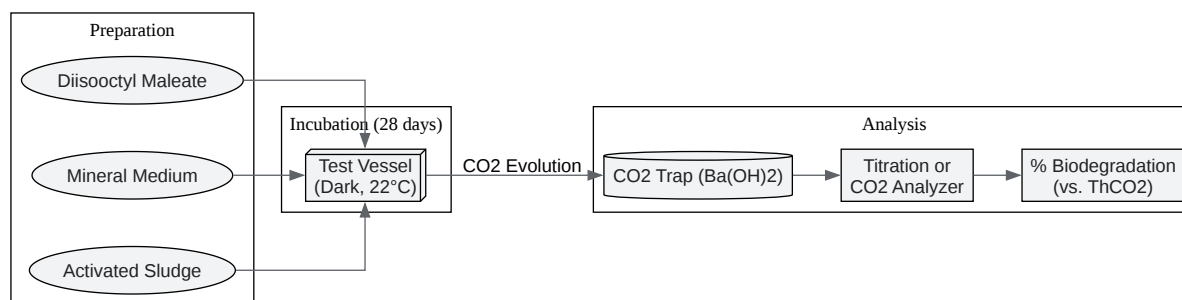 Preparation
Diisooctyl Maleate
Mineral Medium
Activated Sludge
Incubation (28 days)
Test Vessel
(Dark, 22°C)
CO2 Evolution
Analysis
CO2 Trap (Ba(OH)2)
Titration or
CO2 Analyzer
% Biodegradation
(vs. ThCO2)